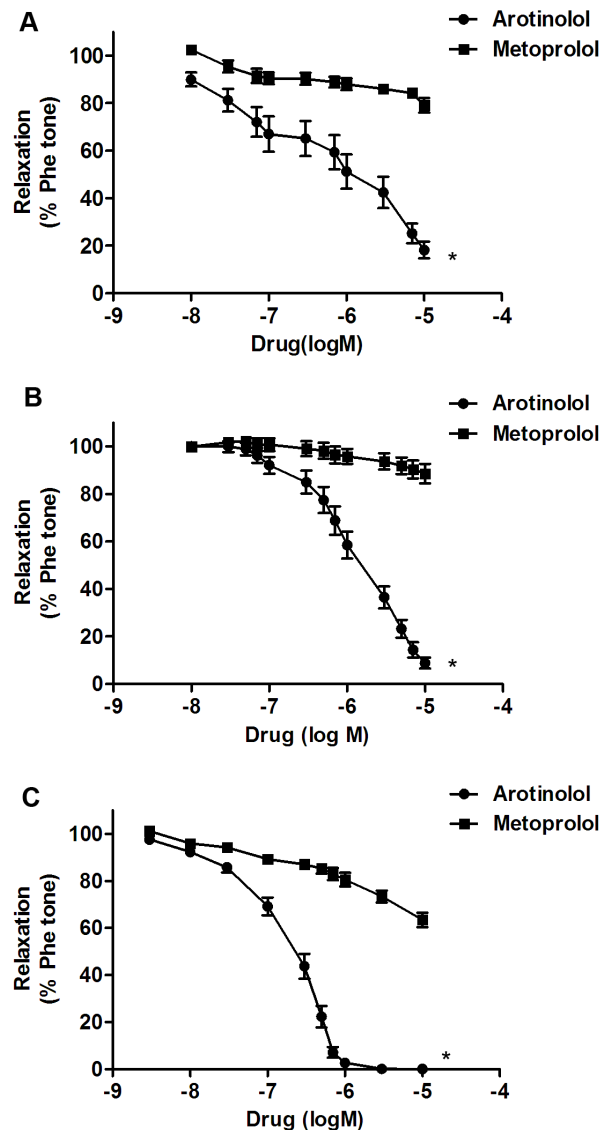 A
Arotinolol
Metoprolol
Relaxation
(% Phe tone)
100
80
60
40
20
0
*
-9 -8 -7 -6 -5 -4
Drug(logM)
B
Arotinolol
Metoprolol
Relaxation
(% Phe tone)
100
80
60
40
20
0
*
-9 -8 -7 -6 -5 -4
Drug (log M)
C
Arotinolol
Metoprolol
Relaxation
(% Phe tone)
100
80
60
40
20
0
*
-9 -8 -7 -6 -5 -4
Drug (logM)